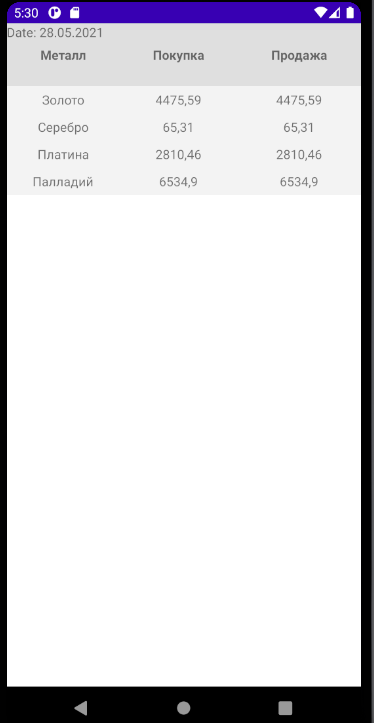 5:30
Date: 28.05.2021
Металл Покупка Продажа
Золото 4475,59 4475,59
Серебро 65,31 65,31
Платина 2810,46 2810,46
Палладий 6534,9 6534,9